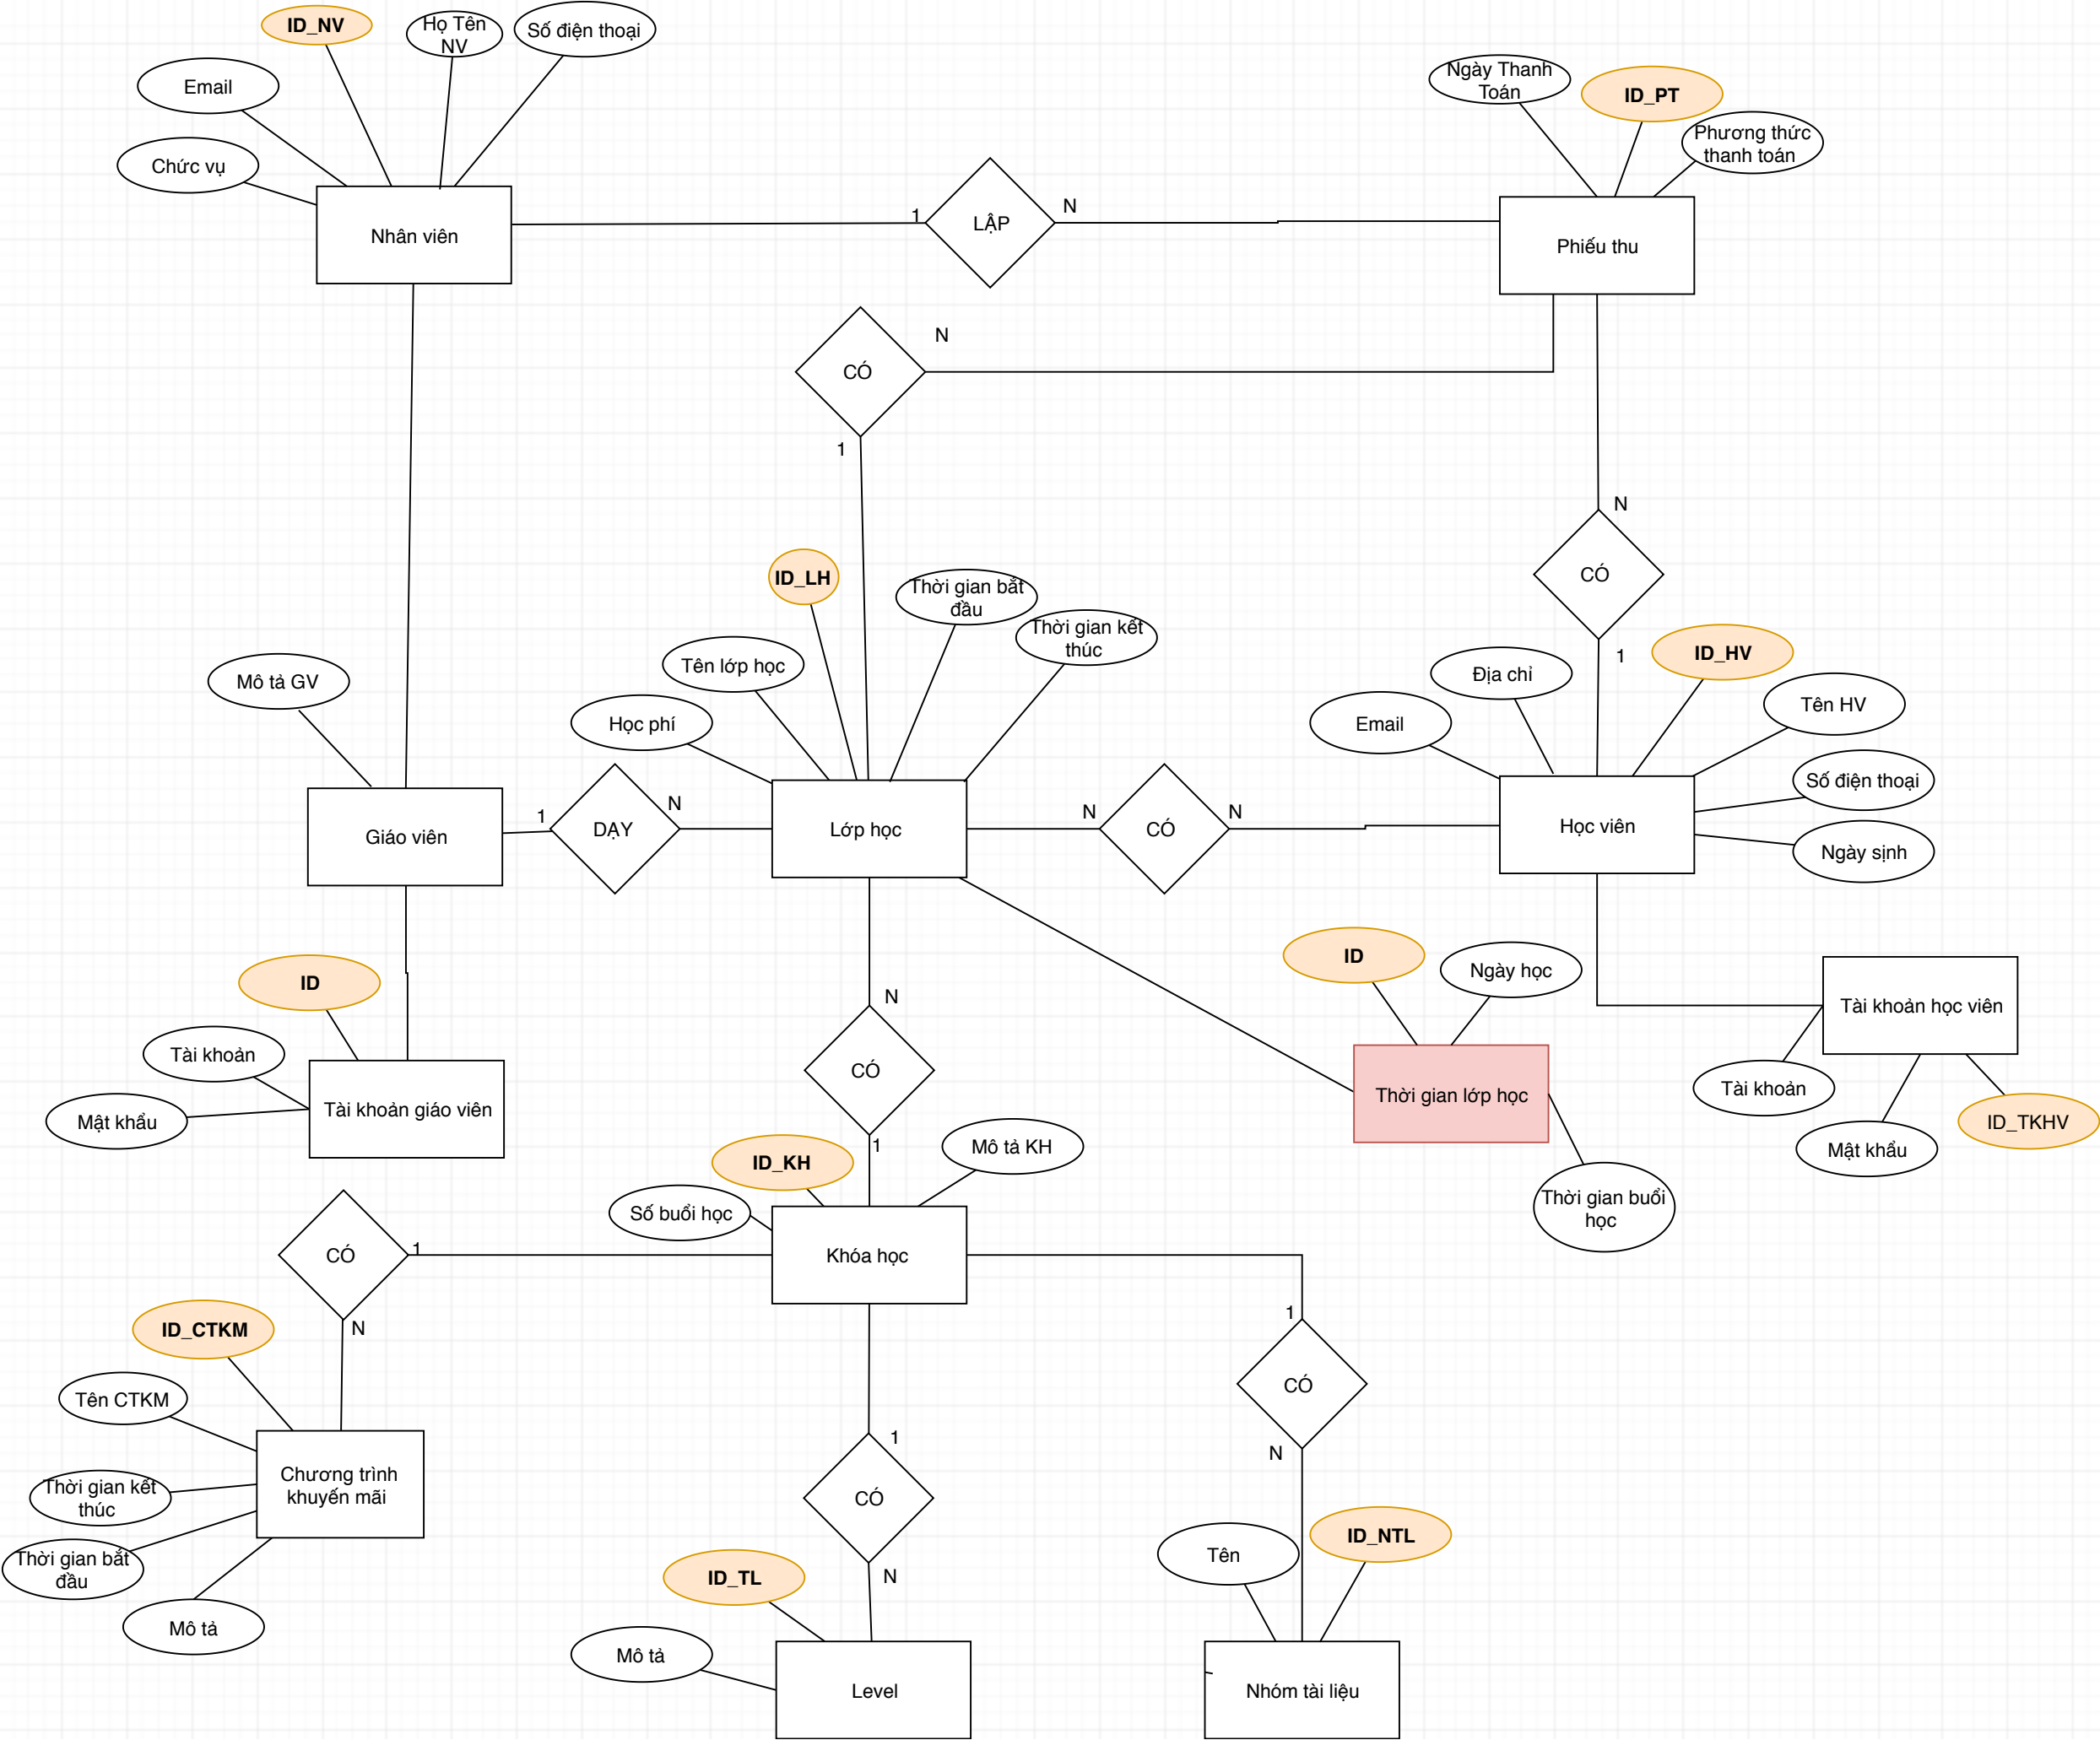 ID_NV
Họ Tên
NV
Số điện thoại
Email
Chức vụ
Nhân viên
Ngày Thanh
Toán
ID_PT
Phương thức
thanh toán
1
LẬP
N
Phiếu thu
CÓ
N
1
N
CÓ
1
ID_LH
Thời gian bắt
đầu
Thời gian kết
thúc
Tên lớp học
Học phí
Mô tả GV
Địa chỉ
ID_HV
Email
Tên HV
Số điện thoại
Ngày sịnh
Giáo viên
1
DẠY
N
Lớp học
N
CÓ
N
Học viên
ID
Tài khoản
Mật khẩu
Tài khoản giáo viên
N
CÓ
1
ID
Ngày học
Thời gian lớp học
Thời gian buổi
học
Tài khoản học viên
Tài khoản
Mật khẩu
ID_TKHV
ID_KH
Mô tả KH
Số buổi học
Khóa học
CÓ
1
N
ID_CTKM
Tên CTKM
Thời gian kết
thúc
Thời gian bắt
đầu
Mô tả
Chương trình
khuyến mãi
1
CÓ
N
1
CÓ
N
ID_TL
Mô tả
Level
Tên
ID_NTL
Nhóm tài liệu